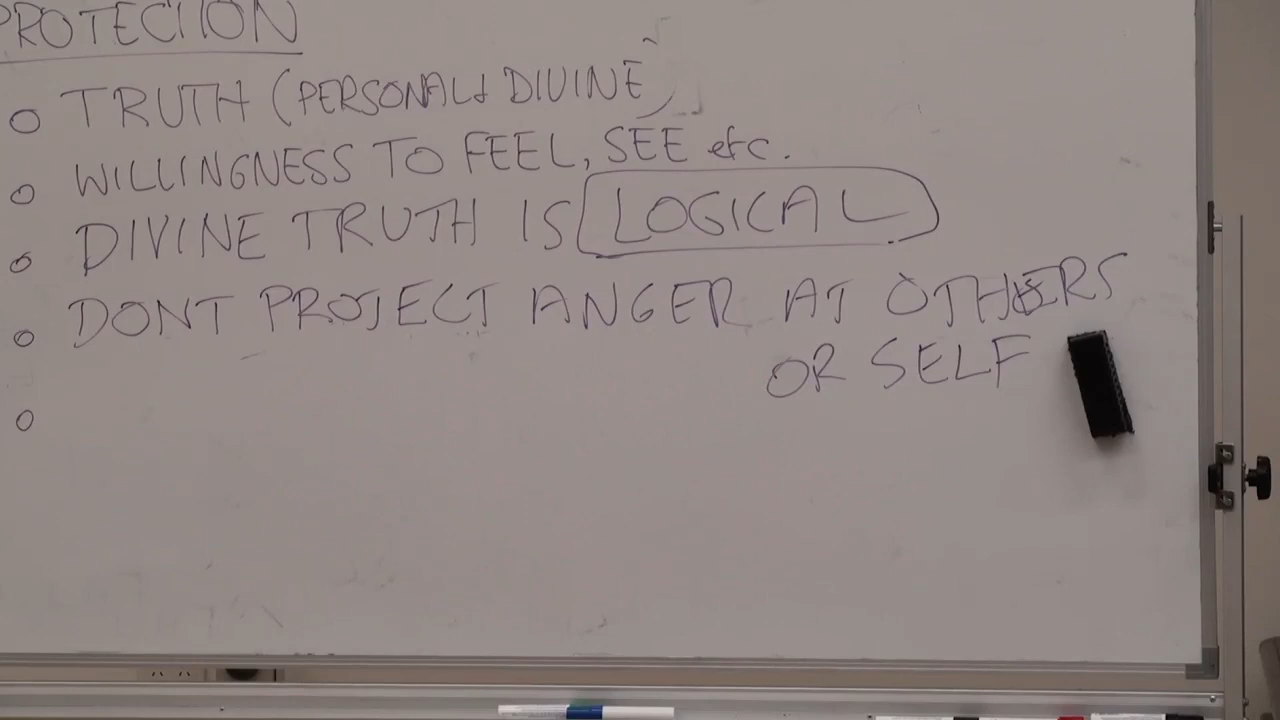 PROTECTION
○ TRUTH (PERSONAL & DIVINE)
○ WILLINGNESS TO FEEL, SEE etc.
○ DIVINE TRUTH IS LOGICAL
○ DONT PROJECT ANGER AT OTHERS
OR SELF
○